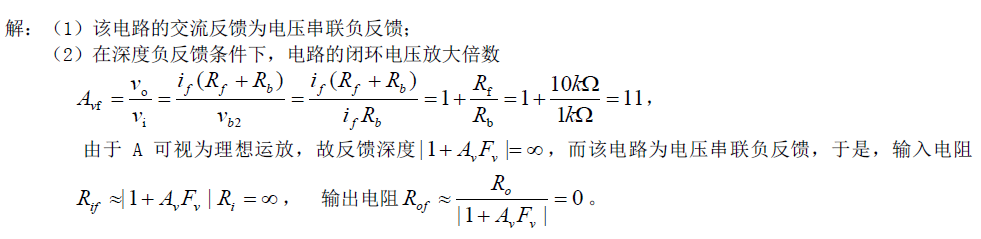 解：（1）该电路的交流反馈为电压串联负反馈；
（2）在深度负反馈条件下，电路的闭环电压放大倍数
$A_{vf} = \frac{v_o}{v_i} = \frac{i_f(R_f + R_b)}{v_{b2}} = \frac{i_f(R_f + R_b)}{i_f R_b} = 1 + \frac{R_f}{R_b} = 1 + \frac{10k\Omega}{1k\Omega} = 11$，
由于 A 可视为理想运放，故反馈深度$|1 + A_v F_v| = \infty$，而该电路为电压串联负反馈，于是，输入电阻
$R_{if} \approx |1 + A_v F_v| R_i = \infty$， 输出电阻$R_{of} \approx \frac{R_o}{|1 + A_v F_v|} = 0$。